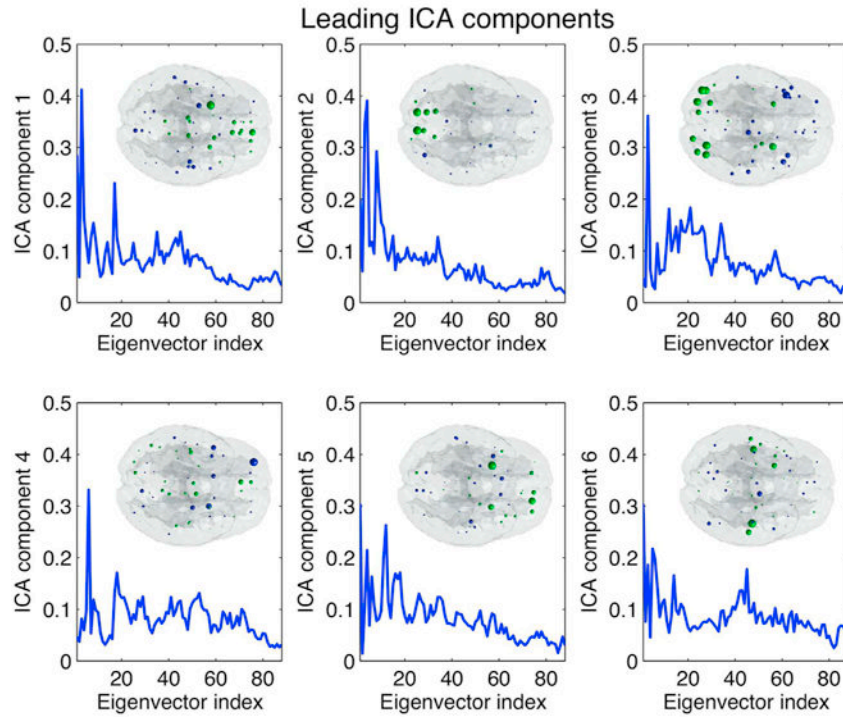 Leading ICA components
0.5
0.4
0.3
0.2
0.1
0
ICA component 1
20 40 60 80
Eigenvector index
0.5
0.4
0.3
0.2
0.1
0
ICA component 2
20 40 60 80
Eigenvector index
0.5
0.4
0.3
0.2
0.1
0
ICA component 3
20 40 60 80
Eigenvector index
0.5
0.4
0.3
0.2
0.1
0
ICA component 4
20 40 60 80
Eigenvector index
0.5
0.4
0.3
0.2
0.1
0
ICA component 5
20 40 60 80
Eigenvector index
0.5
0.4
0.3
0.2
0.1
0
ICA component 6
20 40 60 80
Eigenvector index